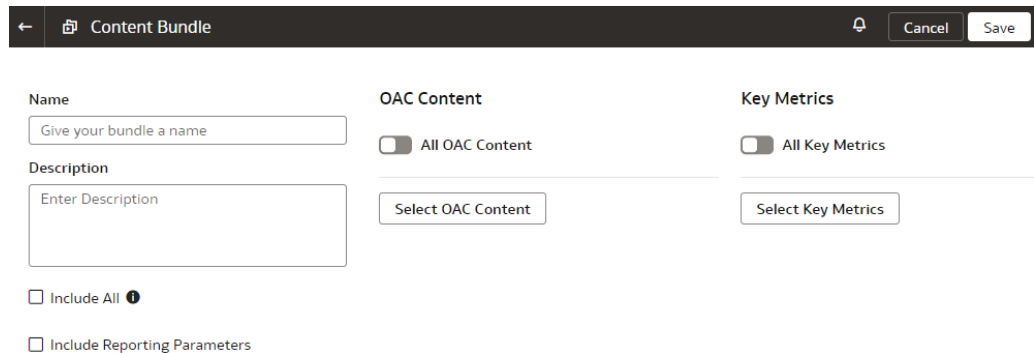 Content Bundle
Cancel
Save
Name
Give your bundle a name
Description
Enter Description
Include All
Include Reporting Parameters
OAC Content
All OAC Content
Select OAC Content
Key Metrics
All Key Metrics
Select Key Metrics